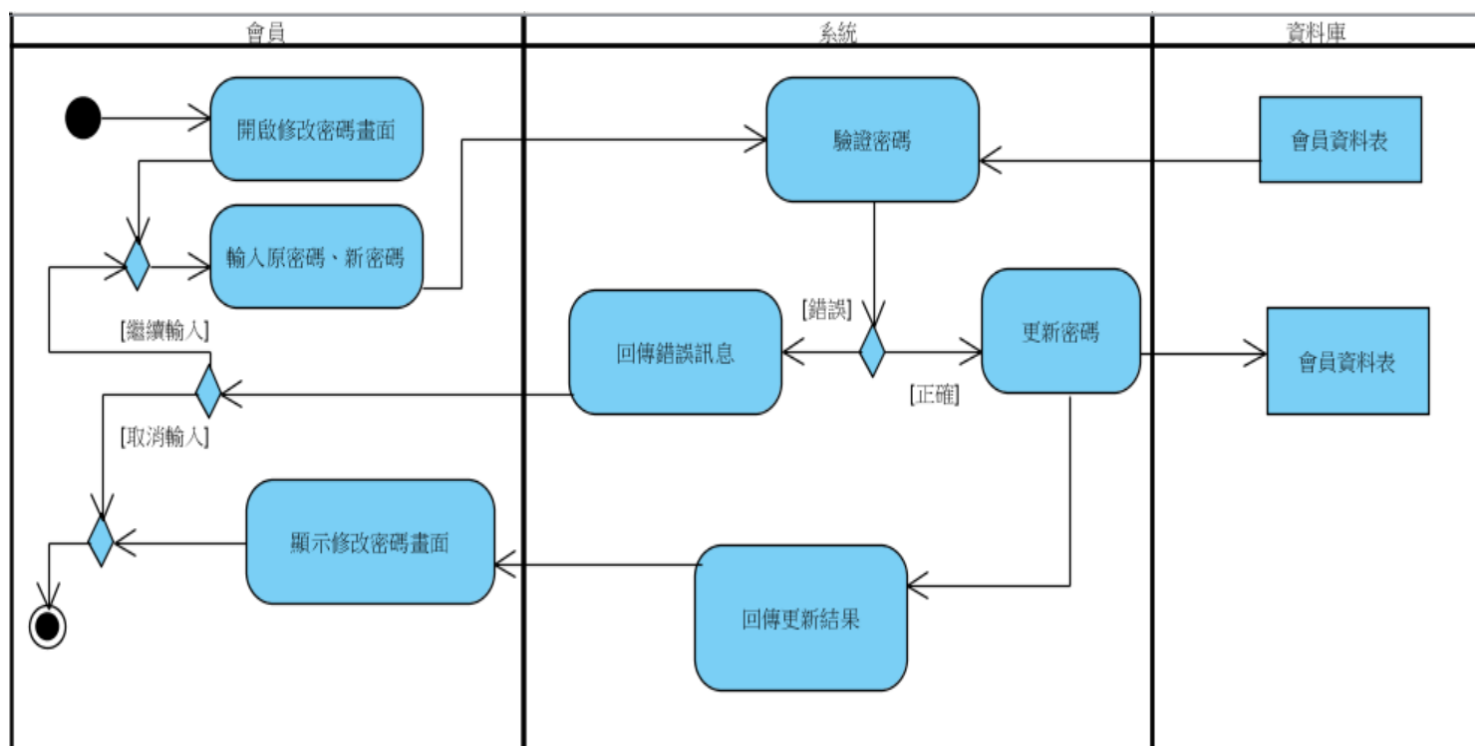 會員
系統
資料庫
開啟修改密碼畫面
驗證密碼
會員資料表
輸入原密碼、新密碼
[錯誤]
[繼續輸入]
回傳錯誤訊息
更新密碼
會員資料表
[正確]
[取消輸入]
顯示修改密碼畫面
回傳更新結果